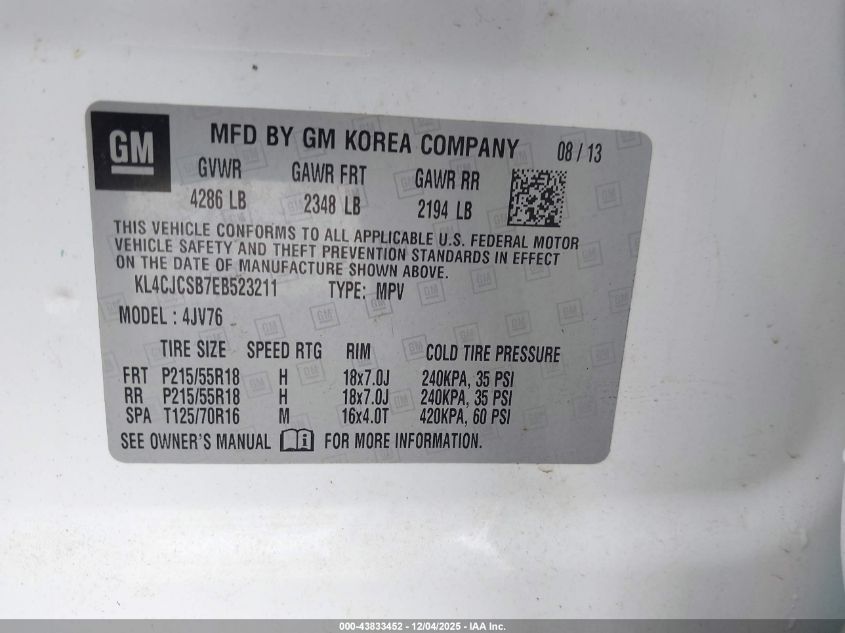 GM
MFD BY GM KOREA COMPANY 08 / 13
GVWR GAWR FRT GAWR RR
4286 LB 2348 LB 2194 LB
THIS VEHICLE CONFORMS TO ALL APPLICABLE U.S. FEDERAL MOTOR
VEHICLE SAFETY AND THEFT PREVENTION STANDARDS IN EFFECT
ON THE DATE OF MANUFACTURE SHOWN ABOVE.
KL4CJCSB7EB523211 TYPE: MPV
MODEL : 4JV76
TIRE SIZE SPEED RTG RIM COLD TIRE PRESSURE
FRT P215/55R18 H 18x7.0J 240KPA, 35 PSI
RR P215/55R18 H 18x7.0J 240KPA, 35 PSI
SPA T125/70R16 M 16x4.0T 420KPA, 60 PSI
SEE OWNER'S MANUAL i FOR MORE INFORMATION.
000-43833452 - 12/04/2025 - IAA Inc.